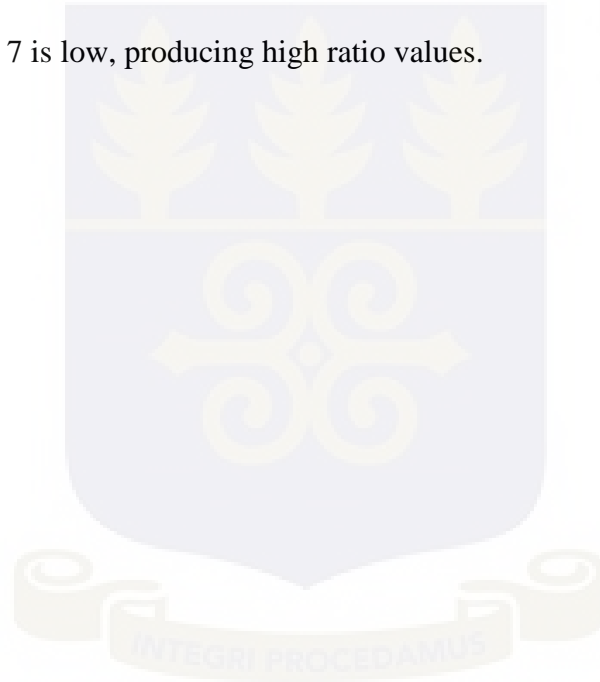 7 is low, producing high ratio values.
INTEGRI PROCEDAMUS